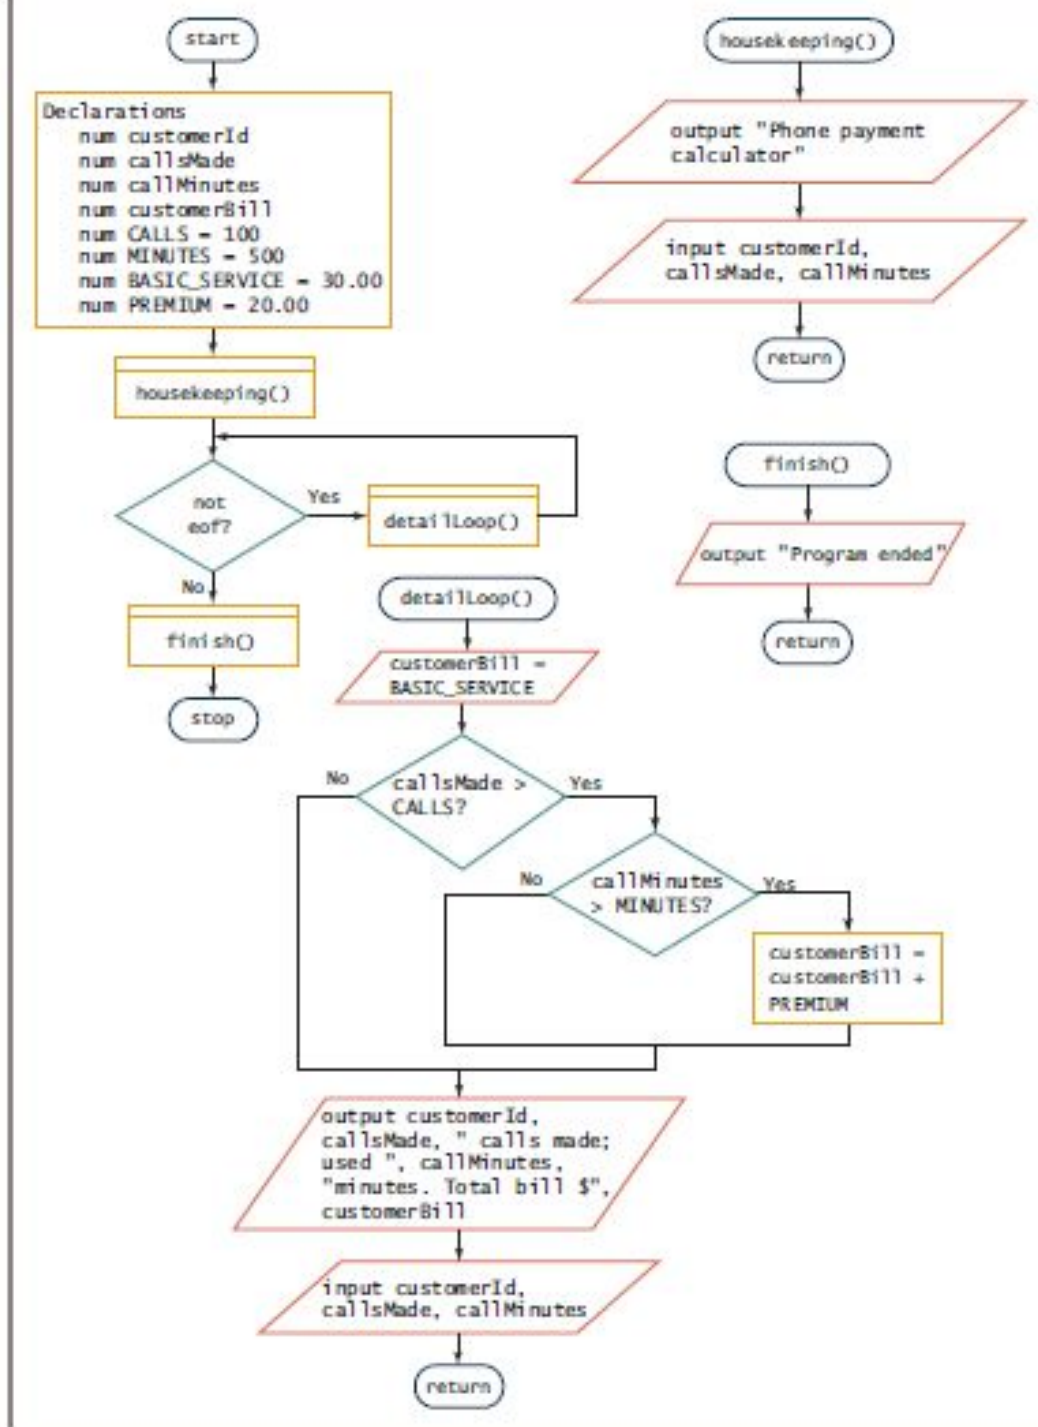 start
Declarations
num customerId
num callsMade
num callMinutes
num customerBill
num CALLS = 100
num MINUTES = 500
num BASIC_SERVICE = 30.00
num PREMIUM = 20.00
housekeeping()
not
eof?
Yes
detailLoop()
No
finish()
stop
housekeeping()
output "Phone payment
calculator"
input customerId,
callsMade, callMinutes
return
finish()
output "Program ended"
return
detailLoop()
customerBill =
BASIC_SERVICE
No
callsMade >
CALLS?
Yes
No
callMinutes
> MINUTES?
Yes
customerBill =
customerBill +
PREMIUM
output customerId,
callsMade, " calls made;
used ", callMinutes,
"minutes. Total bill $",
customerBill
input customerId,
callsMade, callMinutes
return